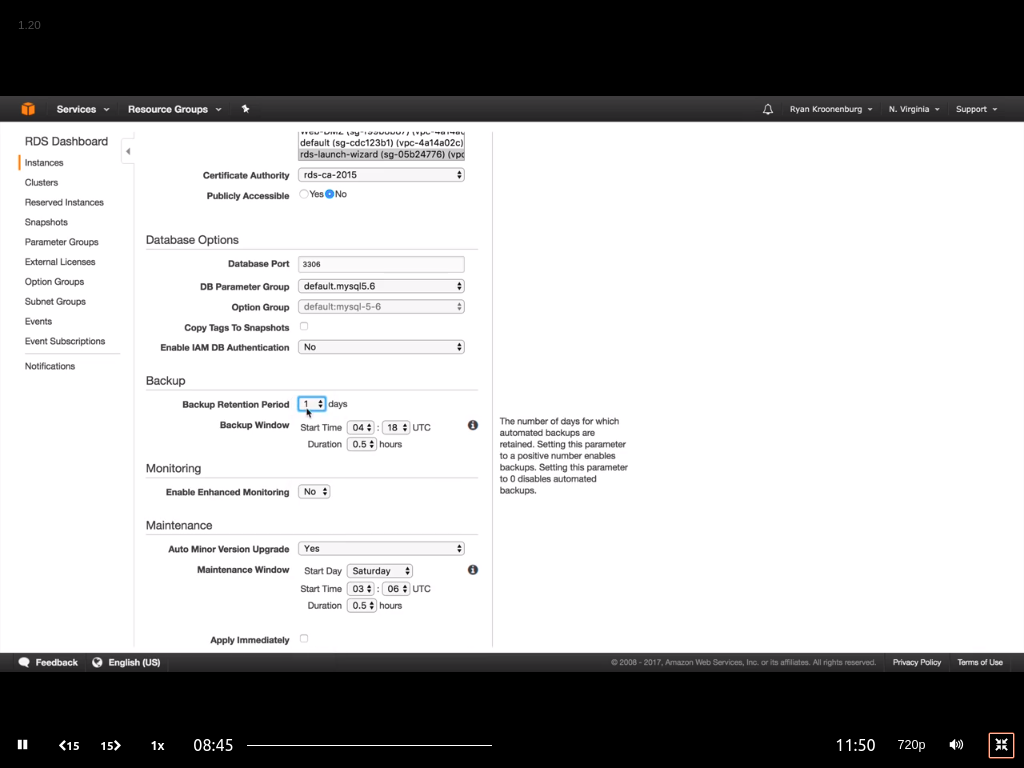 1.20
Services Resource Groups Ryan Kroonenburg N. Virginia Support
RDS Dashboard
Instances
Clusters
Reserved Instances
Snapshots
Parameter Groups
External Licenses
Option Groups
Subnet Groups
Events
Event Subscriptions
Notifications
default (sg-cdc123b1) (vpc-4a14a02c)
rds-launch-wizard (sg-05b24776) (vpc
Certificate Authority rds-ca-2015
Publicly Accessible Yes No
Database Options
Database Port 3306
DB Parameter Group default.mysql5.6
Option Group default:mysql-5-6
Copy Tags To Snapshots
Enable IAM DB Authentication No
Backup
Backup Retention Period 1 days
Backup Window Start Time 04 : 18 UTC
Duration 0.5 hours
Monitoring
Enable Enhanced Monitoring No
Maintenance
Auto Minor Version Upgrade Yes
Maintenance Window Start Day Saturday
Start Time 03 : 06 UTC
Duration 0.5 hours
Apply Immediately
The number of days for which
automated backups are
retained. Setting this parameter
to a positive number enables
backups. Setting this parameter
to 0 disables automated
backups.
Feedback English (US) © 2008 - 2017, Amazon Web Services, Inc. or its affiliates. All rights reserved. Privacy Policy Terms of Use
15 15 1x 08:45 11:50 720p